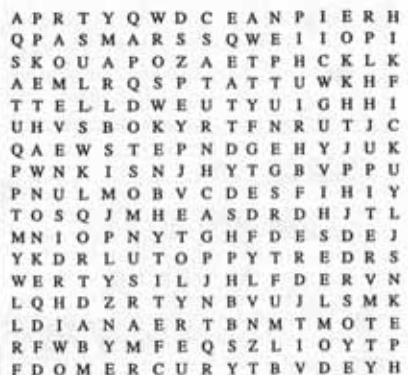 A P R T Y Q W D C E A N P I E R H
Q P A S M A R S S Q W E I I O P I
S K O U A P O Z A E T P H C K L K
A E M L R Q S P T A T T U W K H F
T T E L L D W E U T Y U I G H H I
U H V S B O K Y R T F N R U T J C
Q A E W S T E P N D G E H Y J U K
P W N K I S N J H Y T G B V P P U
P N U L M O B V C D E S F I H I Y
T O S Q J M H E A S D R D H J T L
M N I O P N Y T G H F D E S D E J
Y K D R L U T O P P Y T R E D R S
W E R T Y S I L J H L F D E R V N
L Q H D Z R T Y N B V U J L S M K
L D I A N A E R T B N M T M O T E
R F W B Y M F E Q S Z L I O Y T P
F D O M E R C U R Y T B V D E Y H